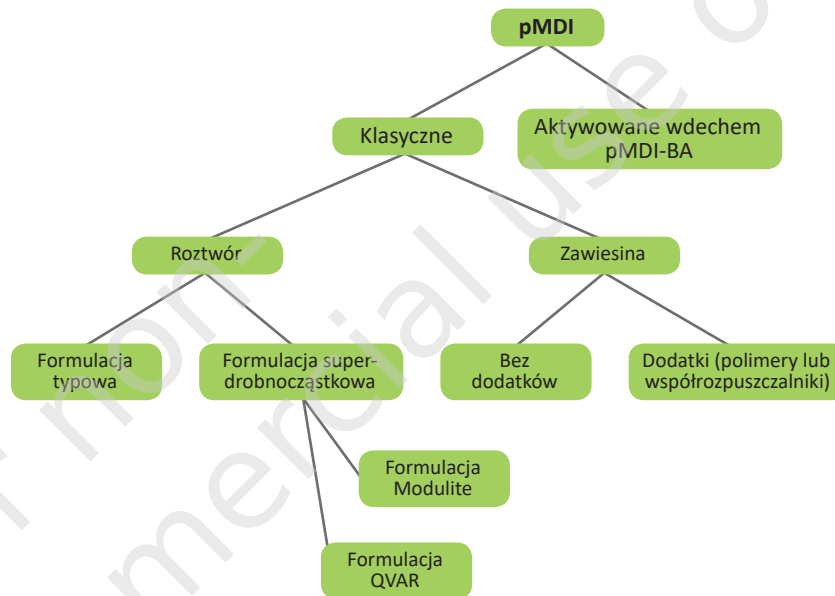 pMDI
Klasyczne
Aktywowane wdechem
pMDI-BA
Roztwór
Zawiesina
Formulacja
typowa
Formulacja super-
drobnocząstkowa
Bez
dodatków
Dodatki (polimery lub
współrozpuszczalniki)
Formulacja
Modulite
Formulacja
QVAR